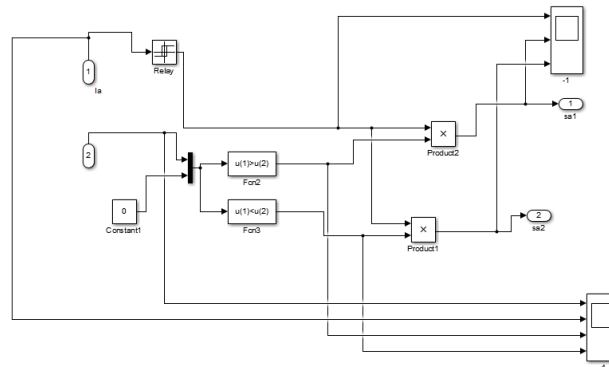 -1
1
Relay
Ia
1
sa1
×
Product2
2
u(1)>u(2)
Fcn2
0
Constant1
u(1)<u(2)
Fcn3
×
Product1
2
sa2